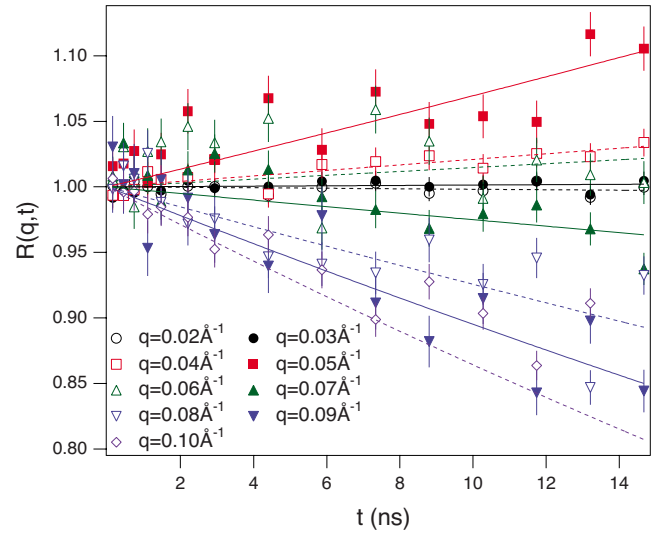 1.10
1.05
1.00
0.95
0.90
0.85
0.80
R(q,t)
q=0.02Å⁻¹ q=0.03Å⁻¹
q=0.04Å⁻¹ q=0.05Å⁻¹
q=0.06Å⁻¹ q=0.07Å⁻¹
q=0.08Å⁻¹ q=0.09Å⁻¹
q=0.10Å⁻¹
2 4 6 8 10 12 14
t (ns)